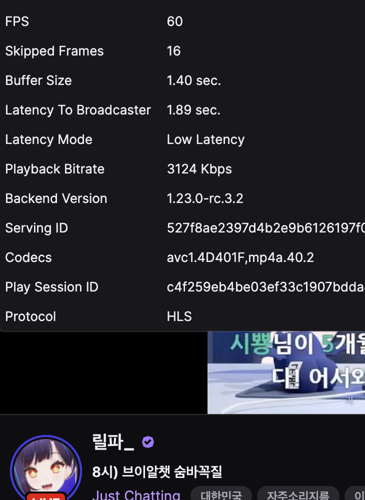 FPS 60
Skipped Frames 16
Buffer Size 1.40 sec.
Latency To Broadcaster 1.89 sec.
Latency Mode Low Latency
Playback Bitrate 3124 Kbps
Backend Version 1.23.0-rc.3.2
Serving ID 527f8ae2397d4b2e9b6126197f0
Codecs avc1.4D401F,mp4a.40.2
Play Session ID c4f259eb4be03ef33c1907bdda
Protocol HLS
시뿅님이 5개월
어서오
릴파_
8시) 브이알챗 숨바꼭질
Just Chatting 대한민국 자주소리지름